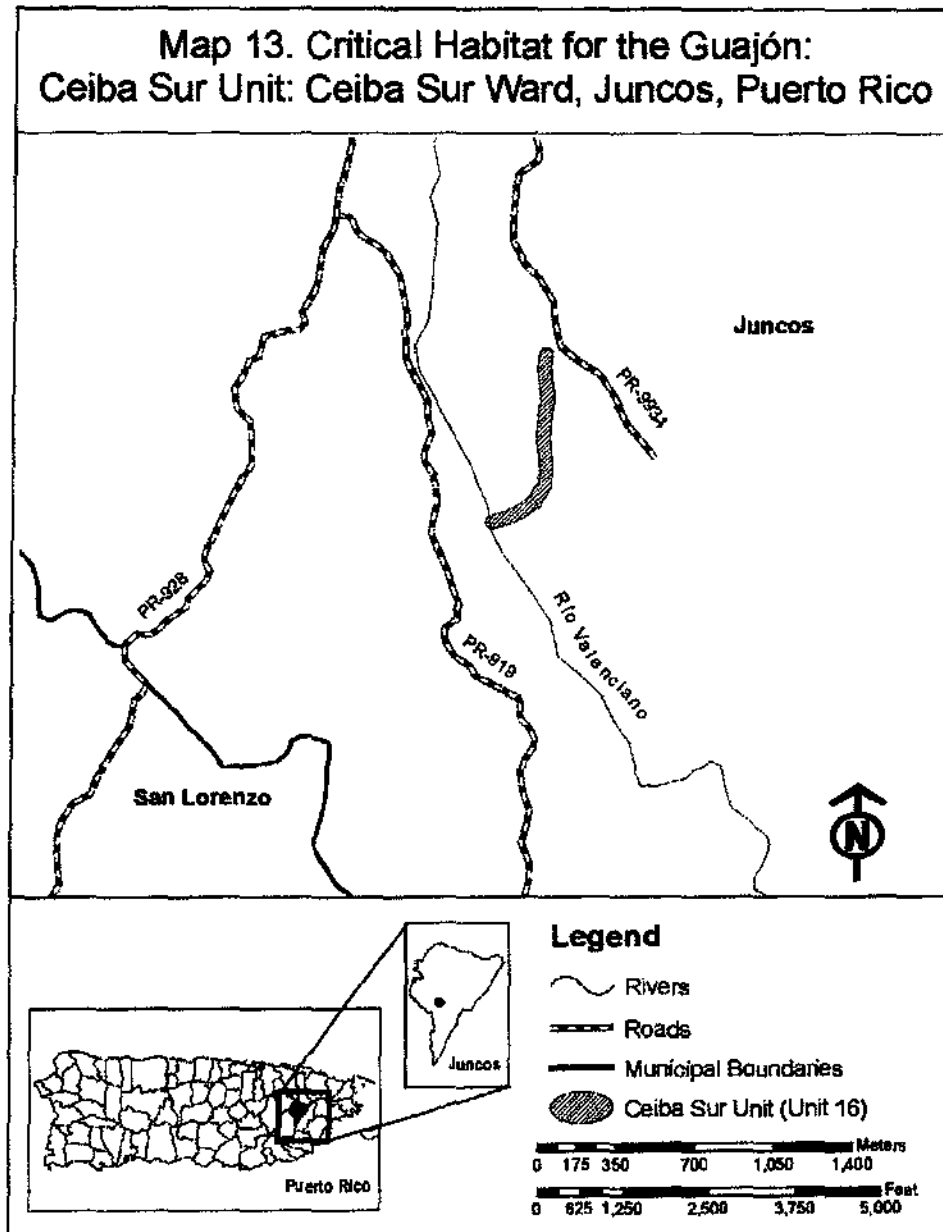 Map 13. Critical Habitat for the Guajón:
Ceiba Sur Unit: Ceiba Sur Ward, Juncos, Puerto Rico
Juncos
PR-9934
PR-928
Río Valenciano
PR-919
San Lorenzo
N
Legend
Rivers
Roads
Municipal Boundaries
Ceiba Sur Unit (Unit 16)
Juncos
Puerto Rico
Meters
0 175 350 700 1,050 1,400
Feet
0 625 1,250 2,500 3,750 5,000